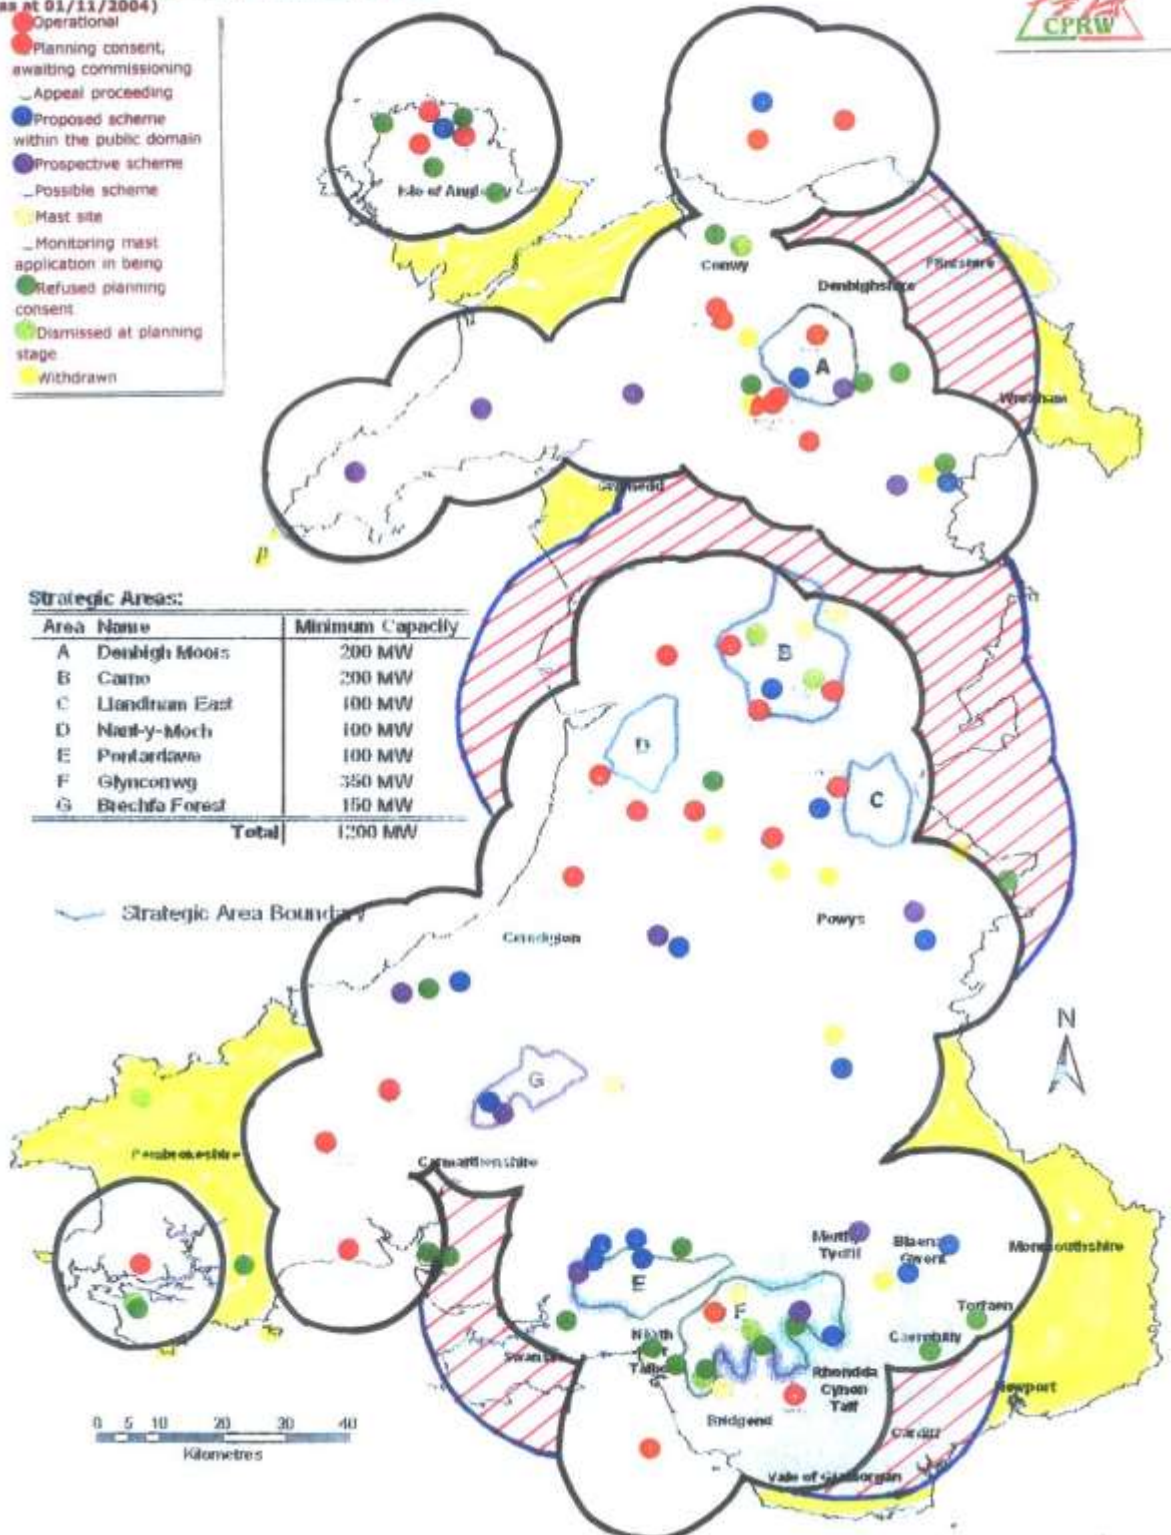 as at 01/11/2004)
Operational
Planning consent,
awaiting commissioning
Appeal proceeding
Proposed scheme
within the public domain
Prospective scheme
Possible scheme
Mast site
Monitoring mast
application in being
Refused planning
consent
Dismissed at planning
stage
Withdrawn
CPRW
Isle of Anglesey
Conwy
Denbighshire
Flintshire
A
Wrexham
Gwynedd
Strategic Areas:
Area Name Minimum Capacity
A Denbigh Moors 200 MW
B Carno 200 MW
C Llandinam East 100 MW
D Nant-y-Moch 100 MW
E Pontardawe 100 MW
F Glyncorrwg 350 MW
G Brechfa Forest 150 MW
Total 1200 MW
Strategic Area Boundary
B
D
C
Ceredigion
Powys
N
G
Pembrokeshire
Carmarthenshire
Merthyr
Tydfil
Blaenau
Gwent
Monmouthshire
E
F
Torfaen
Caerphilly
Neath
Swansea
Rhondda
Cynon
Taff
Newport
Bridgend
Cardiff
Vale of Glamorgan
0 5 10 20 30 40
Kilometres